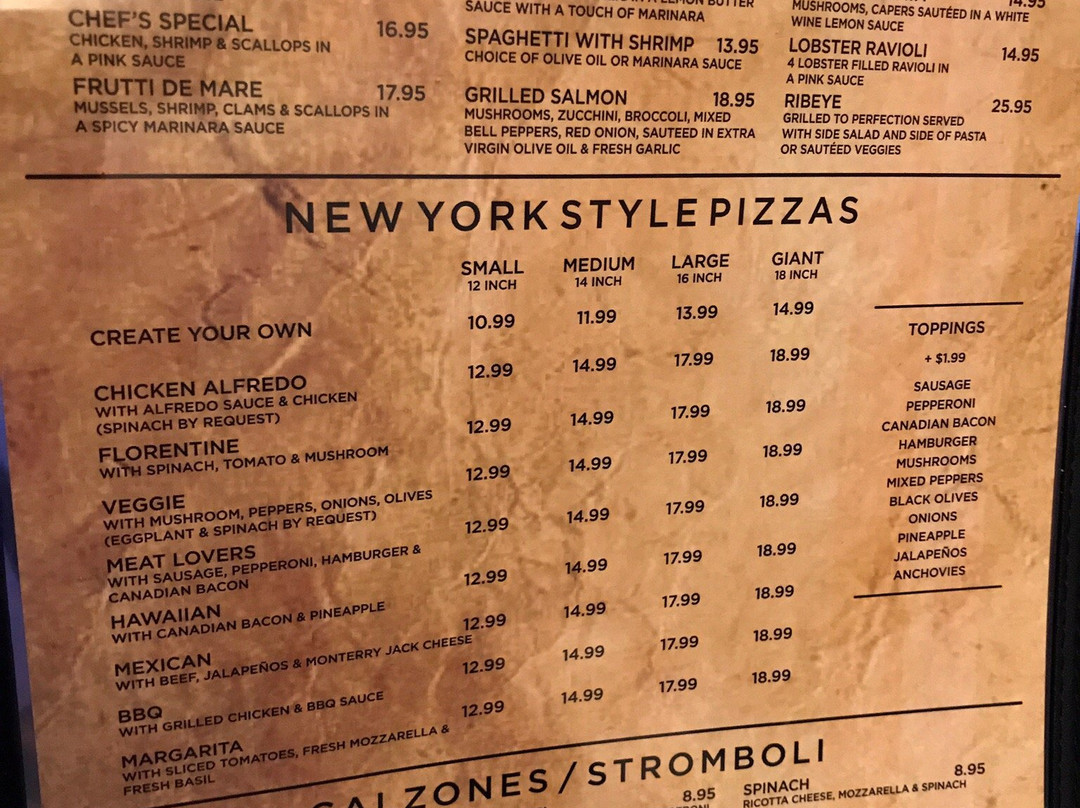 CHEF'S SPECIAL 16.95
CHICKEN, SHRIMP & SCALLOPS IN
A PINK SAUCE
FRUTTI DE MARE 17.95
MUSSELS, SHRIMP, CLAMS & SCALLOPS IN
A SPICY MARINARA SAUCE
LEMON BUTTER
SAUCE WITH A TOUCH OF MARINARA
SPAGHETTI WITH SHRIMP 13.95
CHOICE OF OLIVE OIL OR MARINARA SAUCE
GRILLED SALMON 18.95
MUSHROOMS, ZUCCHINI, BROCCOLI, MIXED
BELL PEPPERS, RED ONION, SAUTEED IN EXTRA
VIRGIN OLIVE OIL & FRESH GARLIC
14.95
MUSHROOMS, CAPERS SAUTÉED IN A WHITE
WINE LEMON SAUCE
LOBSTER RAVIOLI 14.95
4 LOBSTER FILLED RAVIOLI IN
A PINK SAUCE
RIBEYE 25.95
GRILLED TO PERFECTION SERVED
WITH SIDE SALAD AND SIDE OF PASTA
OR SAUTÉED VEGGIES
NEW YORK STYLE PIZZAS
SMALL MEDIUM LARGE GIANT
12 INCH 14 INCH 16 INCH 18 INCH
CREATE YOUR OWN 10.99 11.99 13.99 14.99
CHICKEN ALFREDO 12.99 14.99 17.99 18.99
WITH ALFREDO SAUCE & CHICKEN
(SPINACH BY REQUEST)
FLORENTINE 12.99 14.99 17.99 18.99
WITH SPINACH, TOMATO & MUSHROOM
VEGGIE 12.99 14.99 17.99 18.99
WITH MUSHROOM, PEPPERS, ONIONS, OLIVES
(EGGPLANT & SPINACH BY REQUEST)
MEAT LOVERS 12.99 14.99 17.99 18.99
WITH SAUSAGE, PEPPERONI, HAMBURGER &
CANADIAN BACON
HAWAIIAN 12.99 14.99 17.99 18.99
WITH CANADIAN BACON & PINEAPPLE
MEXICAN 12.99 14.99 17.99 18.99
WITH BEEF, JALAPEÑOS & MONTERRY JACK CHEESE
BBQ 12.99 14.99 17.99 18.99
WITH GRILLED CHICKEN & BBQ SAUCE
MARGARITA 12.99 14.99 17.99 18.99
WITH SLICED TOMATOES, FRESH MOZZARELLA &
FRESH BASIL
TOPPINGS
+ $1.99
SAUSAGE
PEPPERONI
CANADIAN BACON
HAMBURGER
MUSHROOMS
MIXED PEPPERS
BLACK OLIVES
ONIONS
PINEAPPLE
JALAPEÑOS
ANCHOVIES
CALZONES / STROMBOLI
8.95
SPINACH 8.95
RICOTTA CHEESE, MOZZARELLA & SPINACH